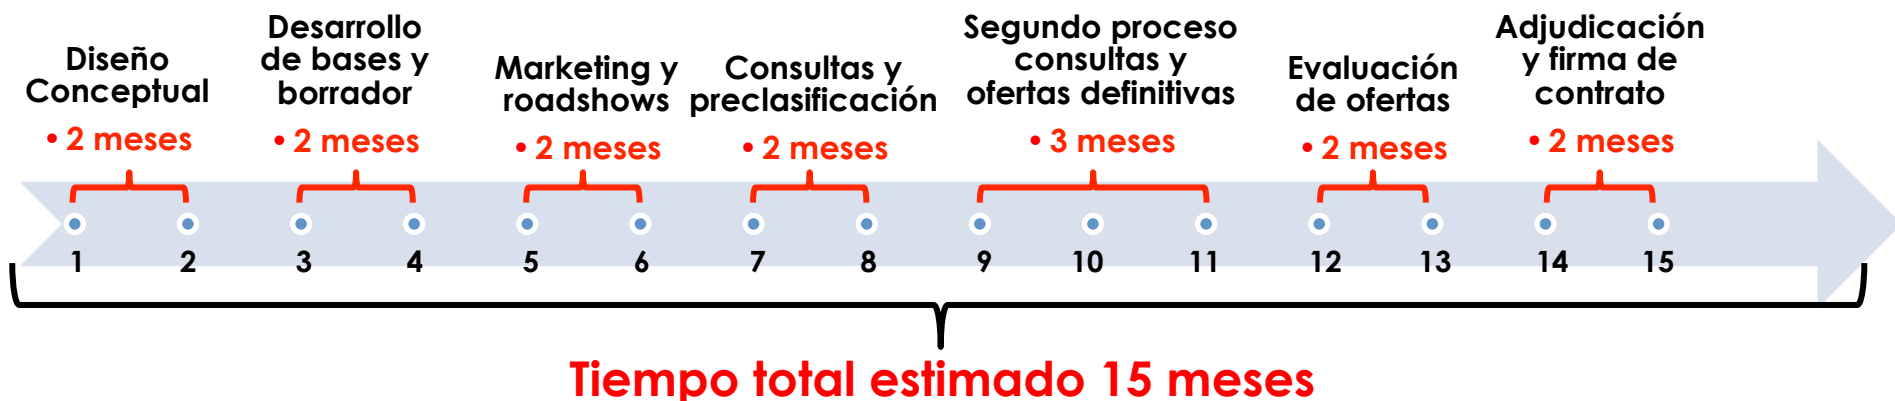 Diseño
Conceptual
• 2 meses
Desarrollo
de bases y
borrador
• 2 meses
Marketing y
roadshows
• 2 meses
Consultas y
preclasificación
• 2 meses
Segundo proceso
consultas y
ofertas definitivas
• 3 meses
Evaluación
de ofertas
• 2 meses
Adjudicación
y firma de
contrato
• 2 meses
1 2 3 4 5 6 7 8 9 10 11 12 13 14 15
Tiempo total estimado 15 meses